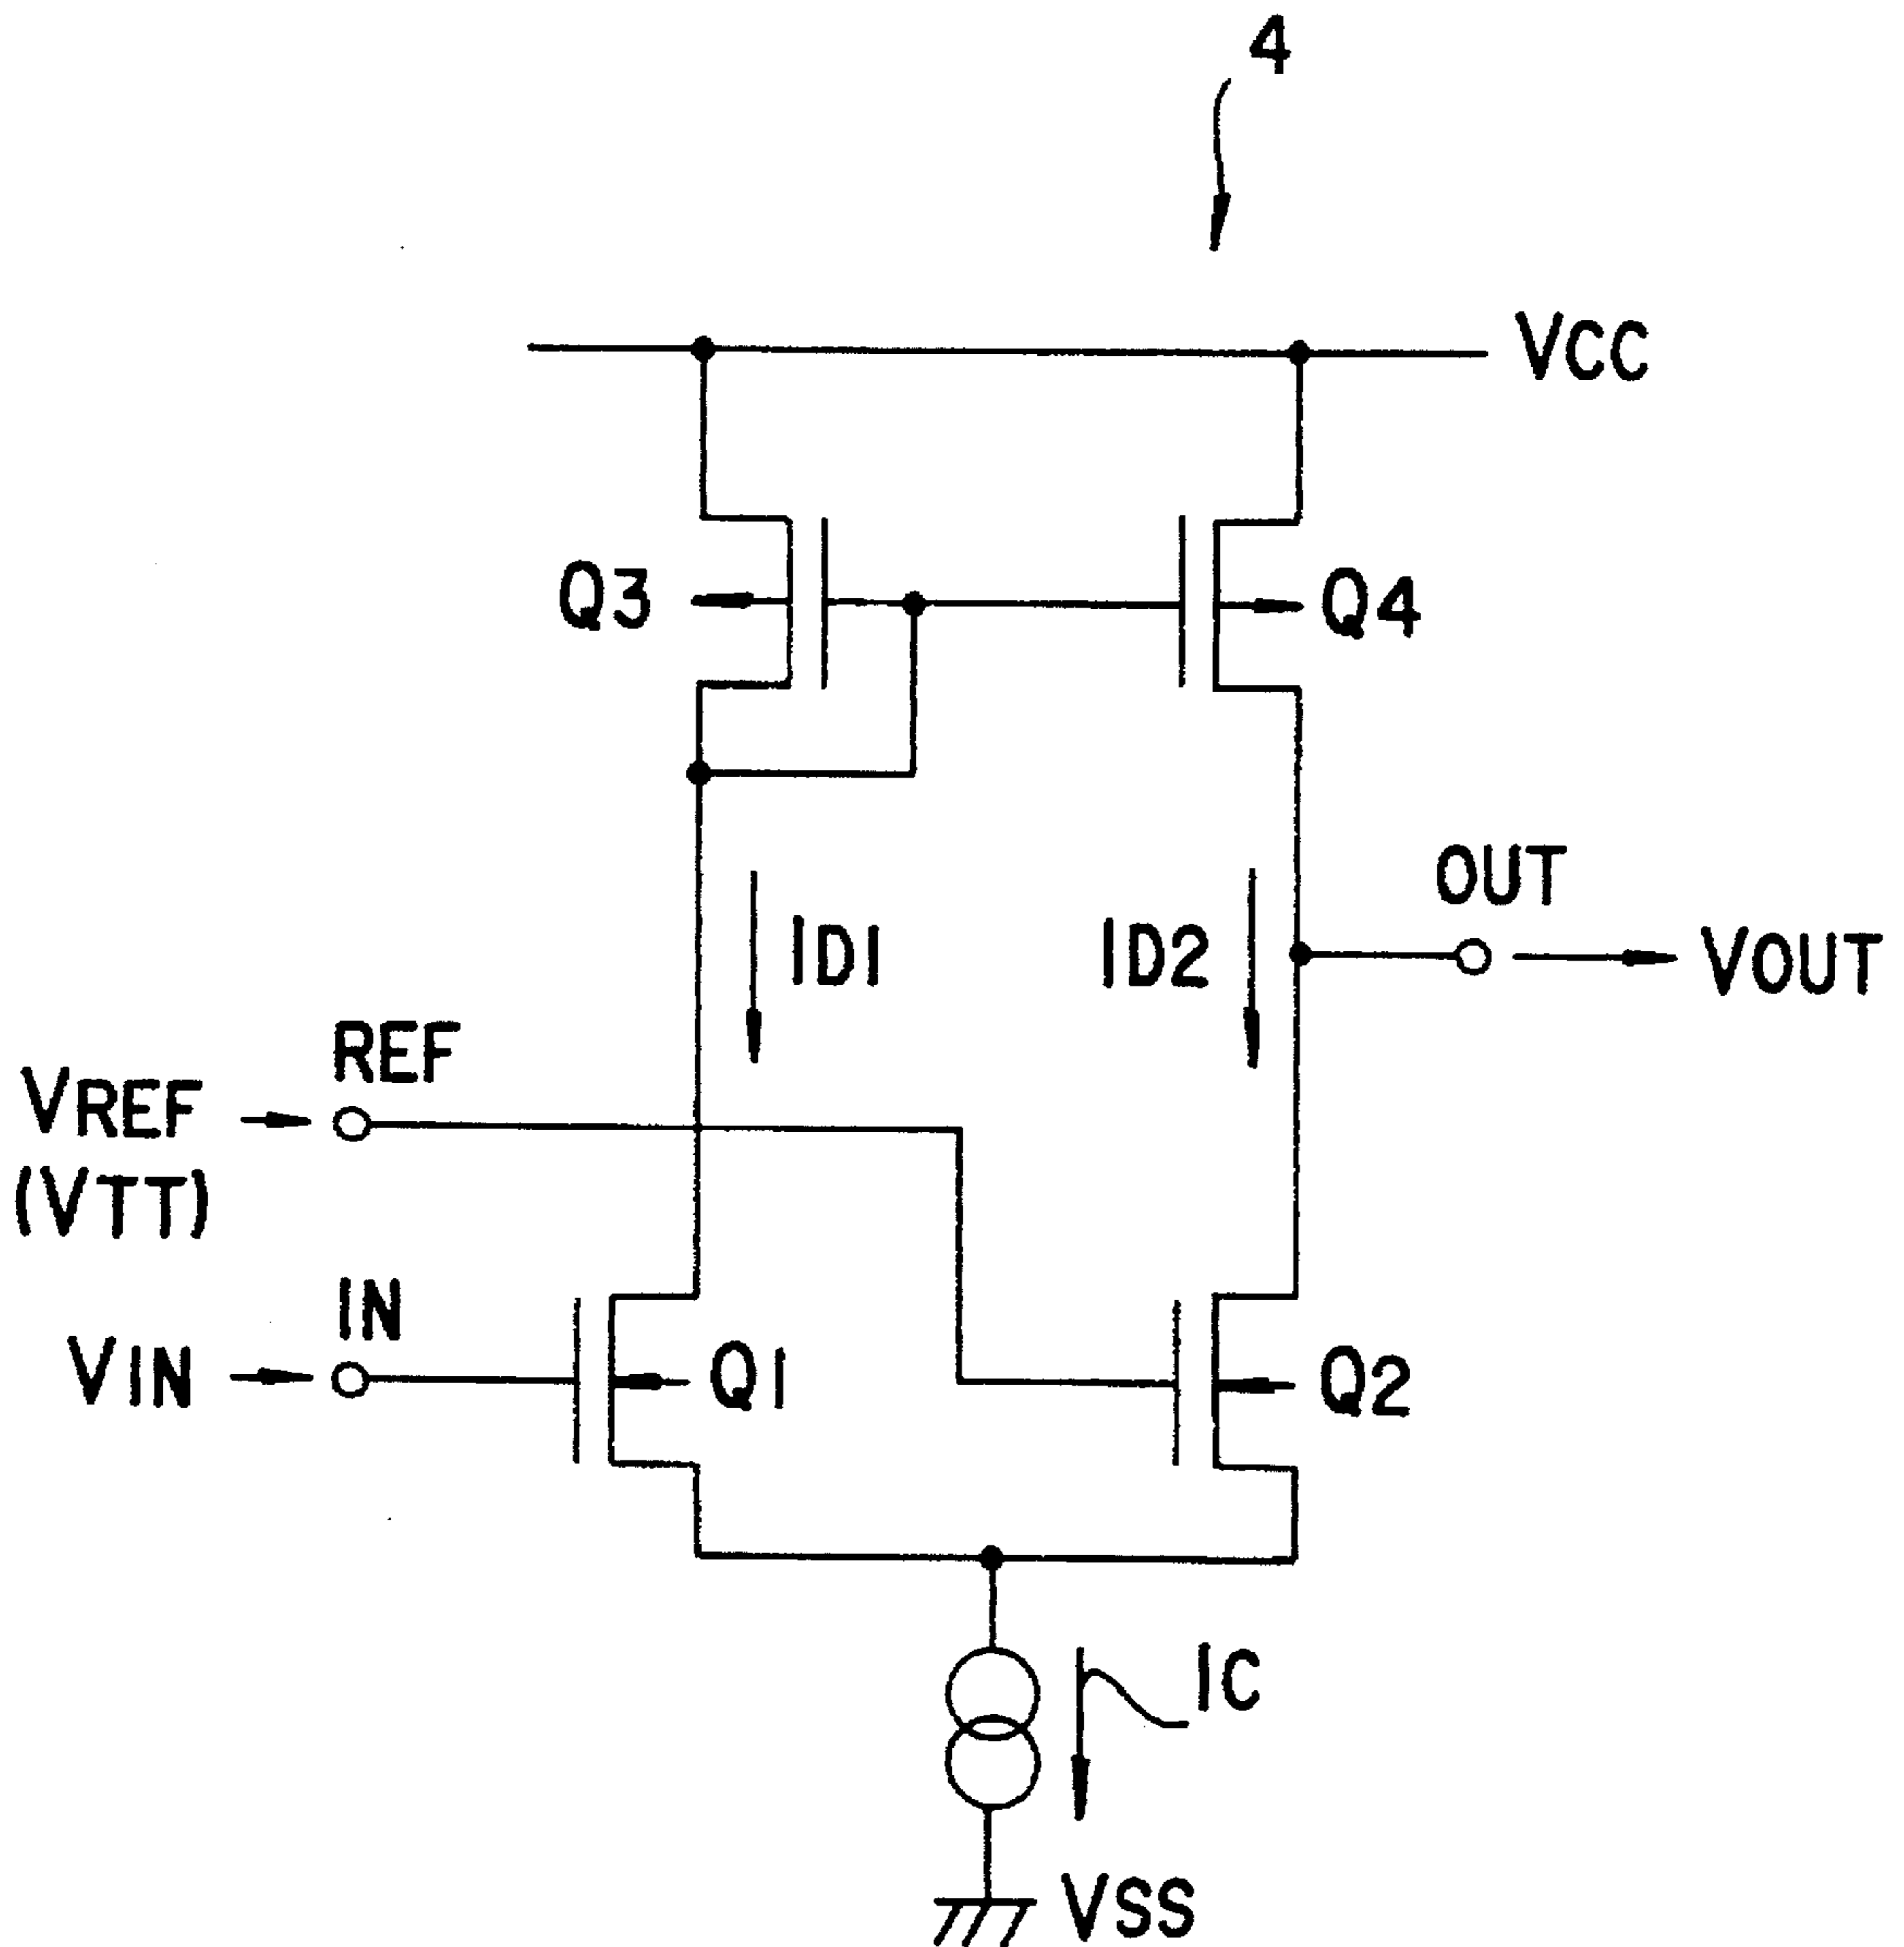 4
VCC
Q3
Q4
OUT
ID1
ID2
VOUT
REF
VREF
(VTT)
IN
VIN
Q1
Q2
IC
VSS